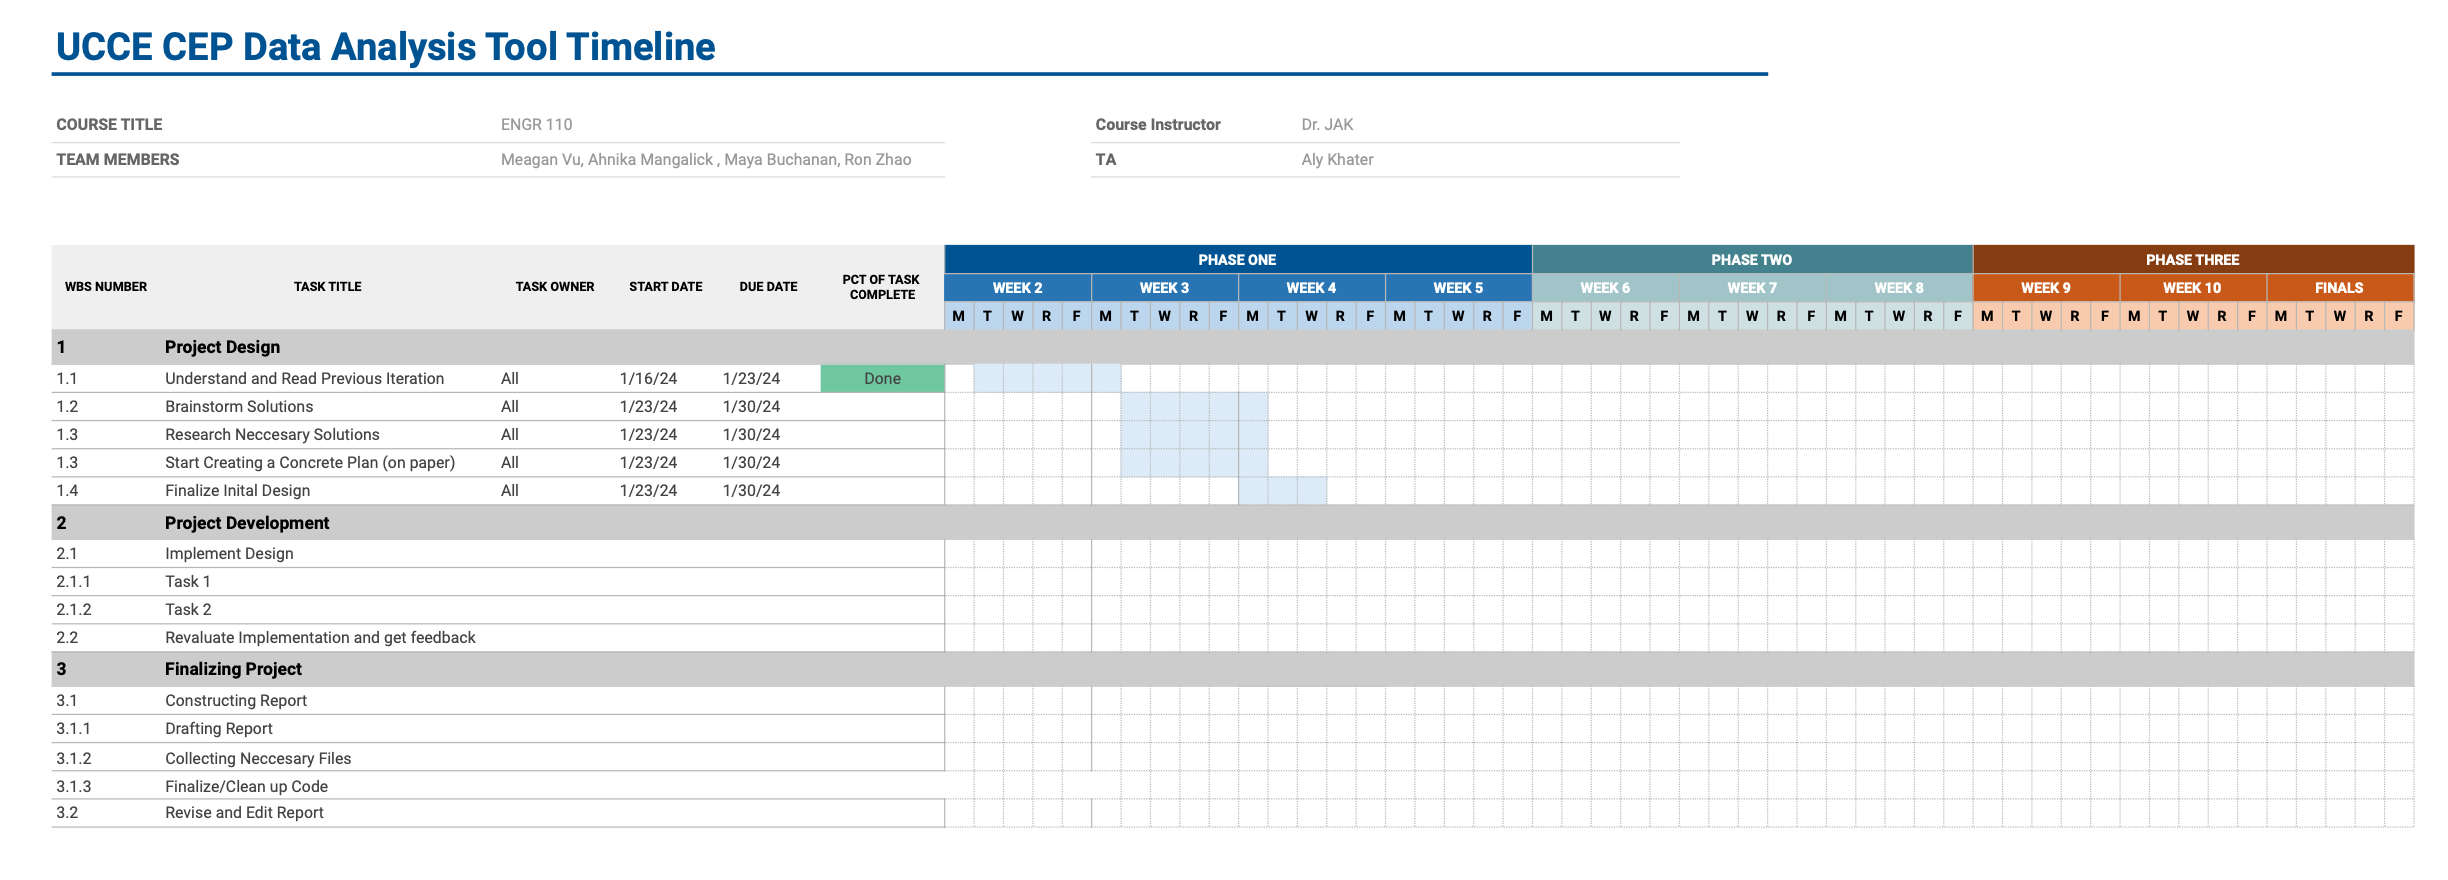 UCCE CEP Data Analysis Tool Timeline
COURSE TITLE ENGR 110 Course Instructor Dr. JAK
TEAM MEMBERS Meagan Vu, Ahnika Mangalick , Maya Buchanan, Ron Zhao TA Aly Khater
PHASE ONE PHASE TWO PHASE THREE
WBS NUMBER TASK TITLE TASK OWNER START DATE DUE DATE PCT OF TASK COMPLETE WEEK 2 WEEK 3 WEEK 4 WEEK 5 WEEK 6 WEEK 7 WEEK 8 WEEK 9 WEEK 10 FINALS
M T W R F M T W R F M T W R F M T W R F M T W R F M T W R F M T W R F M T W R F M T W R F M T W R F
1 Project Design
1.1 Understand and Read Previous Iteration All 1/16/24 1/23/24 Done
1.2 Brainstorm Solutions All 1/23/24 1/30/24
1.3 Research Neccesary Solutions All 1/23/24 1/30/24
1.3 Start Creating a Concrete Plan (on paper) All 1/23/24 1/30/24
1.4 Finalize Inital Design All 1/23/24 1/30/24
2 Project Development
2.1 Implement Design
2.1.1 Task 1
2.1.2 Task 2
2.2 Revaluate Implementation and get feedback
3 Finalizing Project
3.1 Constructing Report
3.1.1 Drafting Report
3.1.2 Collecting Neccesary Files
3.1.3 Finalize/Clean up Code
3.2 Revise and Edit Report